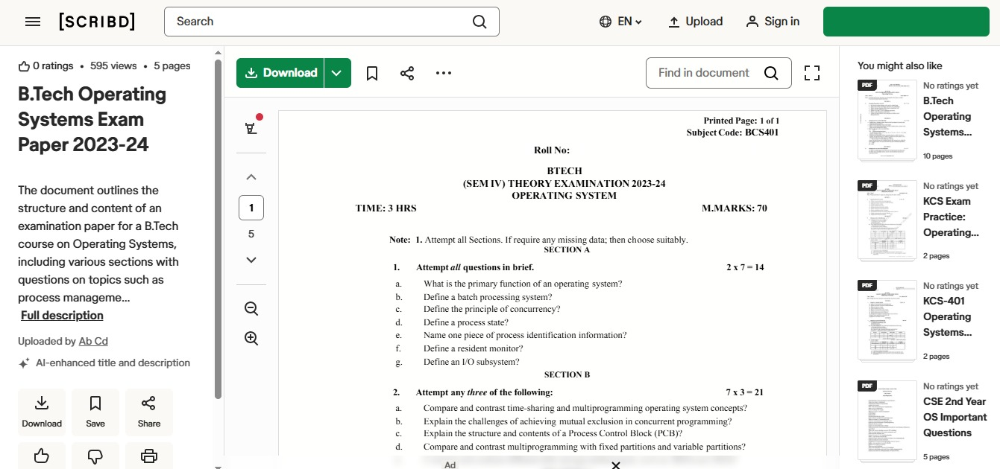 [SCRIBD]
Search
EN
Upload
Sign in
0 ratings • 595 views • 5 pages
B.Tech Operating
Systems Exam
Paper 2023-24
The document outlines the
structure and content of an
examination paper for a B.Tech
course on Operating Systems,
including various sections with
questions on topics such as
process manageme...
Full description
Uploaded by Ab Cd
AI-enhanced title and description
Download
Save
Share
Download
Find in document
1
5
Printed Page: 1 of 1
Subject Code: BCS401
Roll No:
BTECH
(SEM IV) THEORY EXAMINATION 2023-24
OPERATING SYSTEM
TIME: 3 HRS M.MARKS: 70
Note: 1. Attempt all Sections. If require any missing data; then choose suitably.
SECTION A
1. Attempt all questions in brief. 2 x 7 = 14
a. What is the primary function of an operating system?
b. Define a batch processing system?
c. Define the principle of concurrency?
d. Define a process state?
e. Name one piece of process identification information?
f. Define a resident monitor?
g. Define an I/O subsystem?
SECTION B
2. Attempt any three of the following: 7 x 3 = 21
a. Compare and contrast time-sharing and multiprogramming operating system concepts?
b. Explain the challenges of achieving mutual exclusion in concurrent programming?
c. Explain the structure and contents of a Process Control Block (PCB)?
d. Compare and contrast multiprogramming with fixed partitions and variable partitions?
Ad
You might also like
PDF
No ratings yet
B.Tech
Operating
Systems...
10 pages
PDF
No ratings yet
KCS Exam
Practice:
Operating...
2 pages
PDF
No ratings yet
KCS-401
Operating
Systems...
2 pages
PDF
No ratings yet
CSE 2nd Year
OS Important
Questions
5 pages